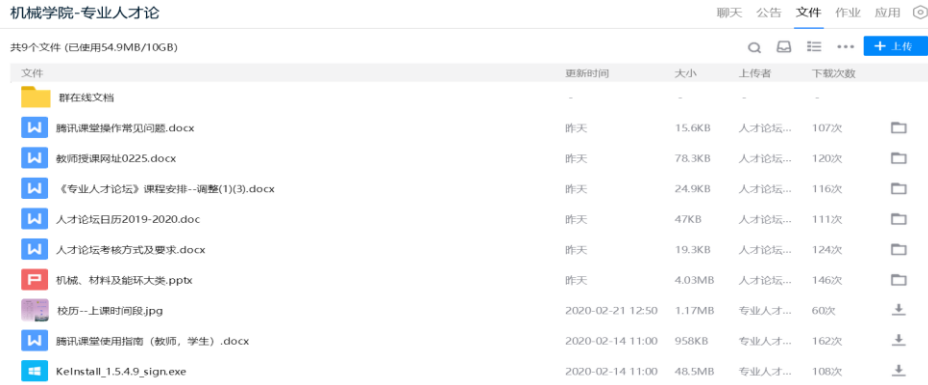 机械学院-专业人才论
聊天 公告 文件 作业 应用
共9个文件 (已使用54.9MB/10GB)
+ 上传
文件 更新时间 大小 上传者 下载次数
群在线文档 - - - -
腾讯课堂操作常见问题.docx 昨天 15.6KB 人才论坛... 107次
教师授课网址0225.docx 昨天 78.3KB 人才论坛... 120次
《专业人才论坛》课程安排--调整(1)(3).docx 昨天 24.9KB 人才论坛... 116次
人才论坛日历2019-2020.doc 昨天 47KB 人才论坛... 111次
人才论坛考核方式及要求.docx 昨天 19.3KB 人才论坛... 124次
机械、材料及能环大类.pptx 昨天 4.03MB 人才论坛... 146次
校历--上课时间段.jpg 2020-02-21 12:50 1.17MB 专业人才... 60次
腾讯课堂使用指南（教师，学生）.docx 2020-02-14 11:00 958KB 专业人才... 162次
KeInstall_1.5.4.9_sign.exe 2020-02-14 11:00 48.5MB 专业人才... 108次